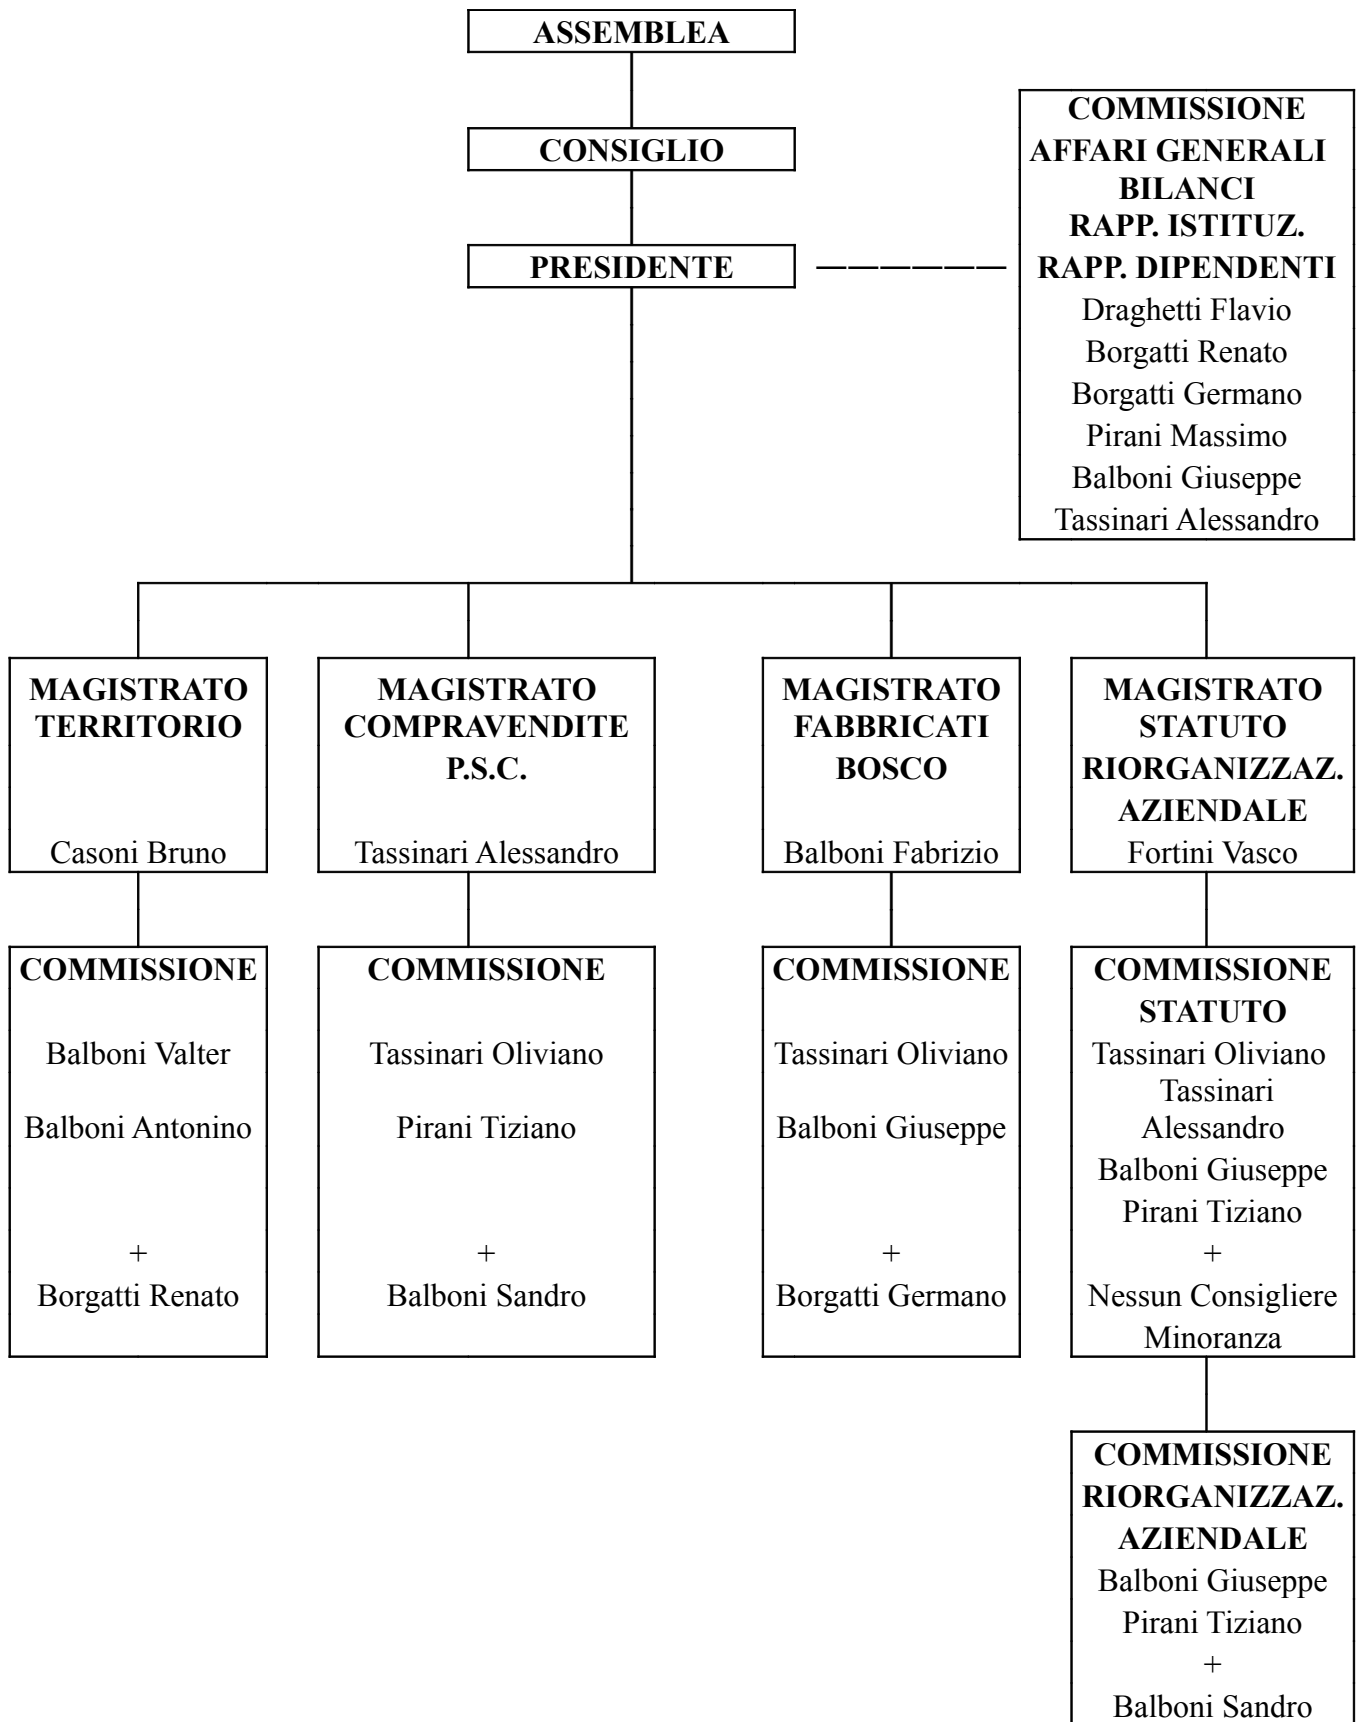 ASSEMBLEA
CONSIGLIO
PRESIDENTE
— — — — — —
COMMISSIONE
AFFARI GENERALI
BILANCI
RAPP. ISTITUZ.
RAPP. DIPENDENTI
Draghetti Flavio
Borgatti Renato
Borgatti Germano
Pirani Massimo
Balboni Giuseppe
Tassinari Alessandro
MAGISTRATO
TERRITORIO
Casoni Bruno
MAGISTRATO
COMPRAVENDITE
P.S.C.
Tassinari Alessandro
MAGISTRATO
FABBRICATI
BOSCO
Balboni Fabrizio
MAGISTRATO
STATUTO
RIORGANIZZAZ.
AZIENDALE
Fortini Vasco
COMMISSIONE
Balboni Valter
Balboni Antonino
+
Borgatti Renato
COMMISSIONE
Tassinari Oliviano
Pirani Tiziano
+
Balboni Sandro
COMMISSIONE
Tassinari Oliviano
Balboni Giuseppe
+
Borgatti Germano
COMMISSIONE
STATUTO
Tassinari Oliviano
Tassinari
Alessandro
Balboni Giuseppe
Pirani Tiziano
+
Nessun Consigliere
Minoranza
COMMISSIONE
RIORGANIZZAZ.
AZIENDALE
Balboni Giuseppe
Pirani Tiziano
+
Balboni Sandro